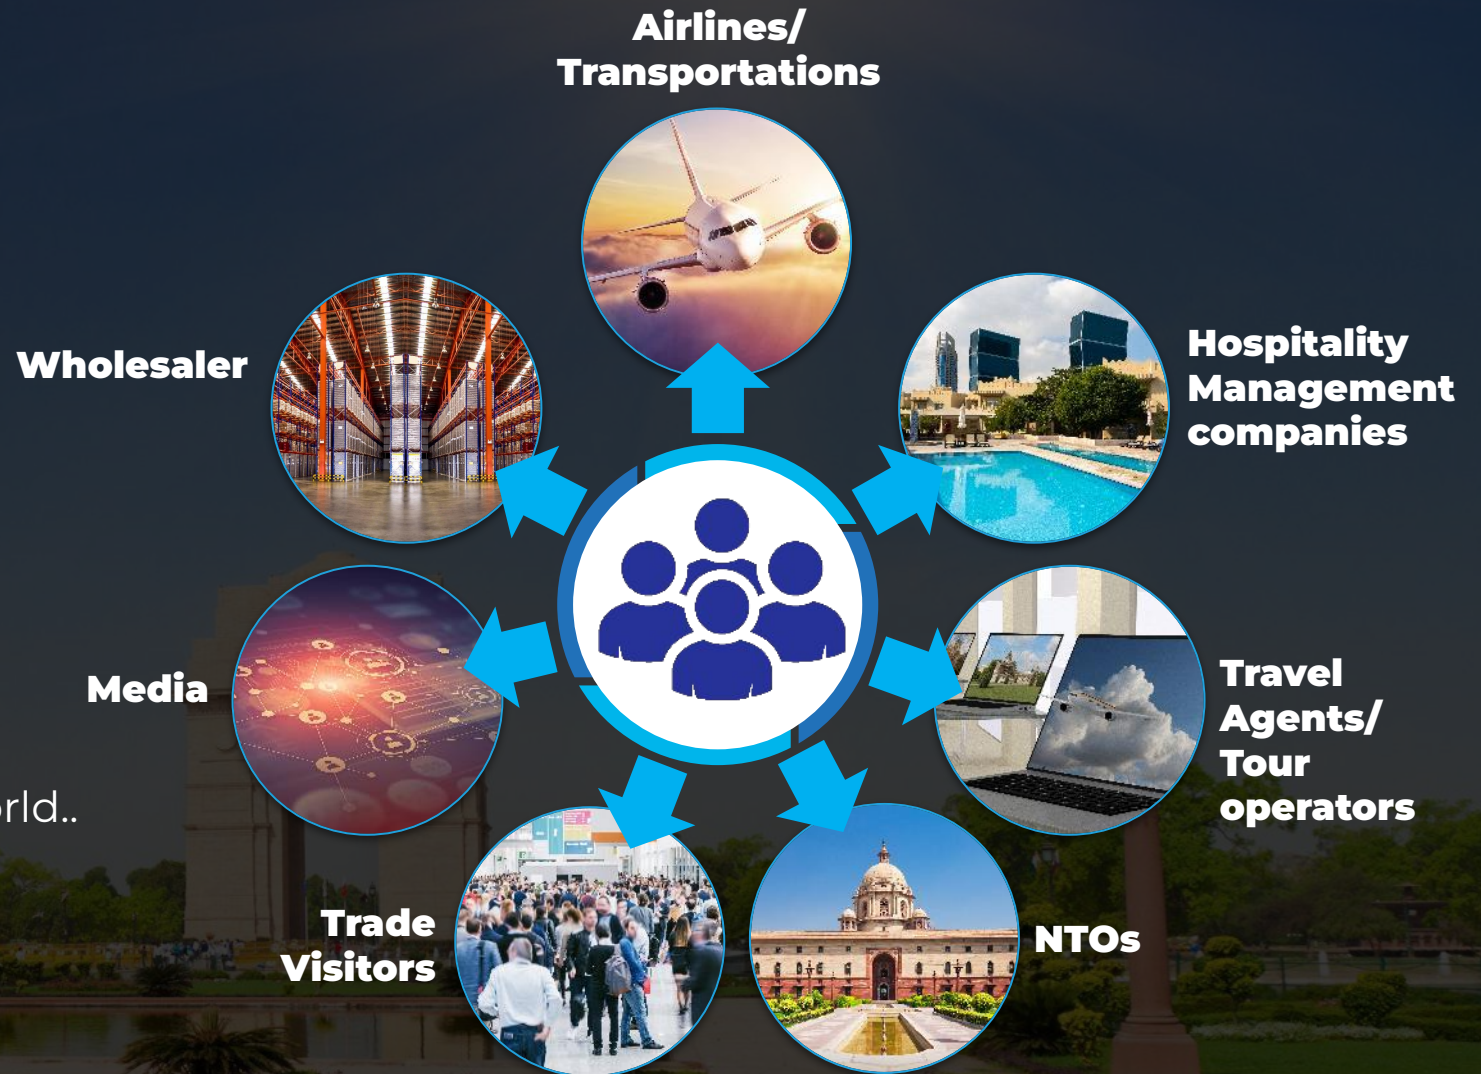 Airlines/
Transportations
Wholesaler
Hospitality
Management
companies
Media
Travel
Agents/
Tour
operators
Trade
Visitors
NTOs